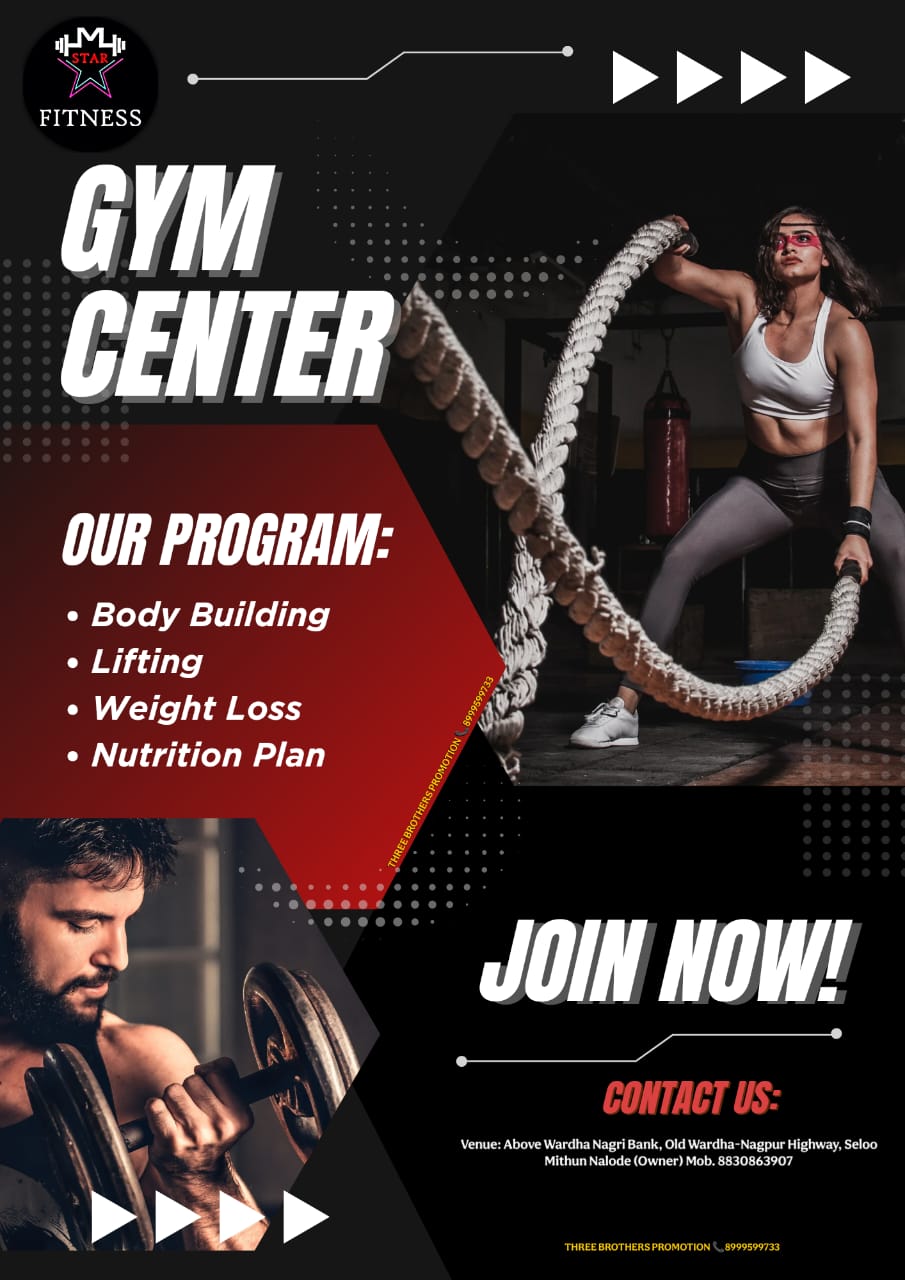 M
STAR
FITNESS
GYM
CENTER
OUR PROGRAM:
• Body Building
• Lifting
• Weight Loss
• Nutrition Plan
THREE BROTHERS PROMOTION 📞8999599733
JOIN NOW!
CONTACT US:
Venue: Above Wardha Nagri Bank, Old Wardha-Nagpur Highway, Seloo
Mithun Nalode (Owner) Mob. 8830863907
THREE BROTHERS PROMOTION 📞8999599733